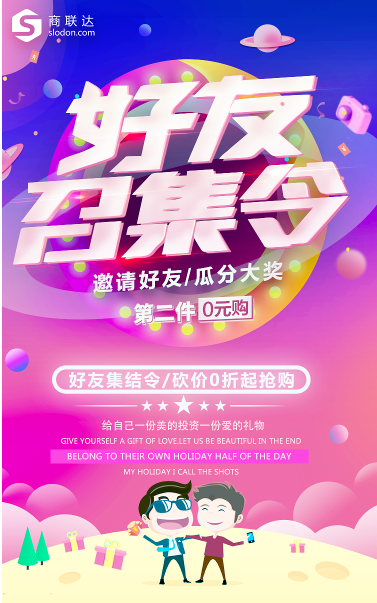 商联达
slodon.com
好友
召集令
邀请好友/瓜分大奖
第二件 0元购
好友集结令/砍价0折起抢购
给自己一份美的投资一份爱的礼物
GIVE YOURSELF A GIFT OF LOVE.LET US BE BEAUTIFUL IN THE END
BELONG TO THEIR OWN HOLIDAY HALF OF THE DAY
MY HOLIDAY I CALL THE SHOTS